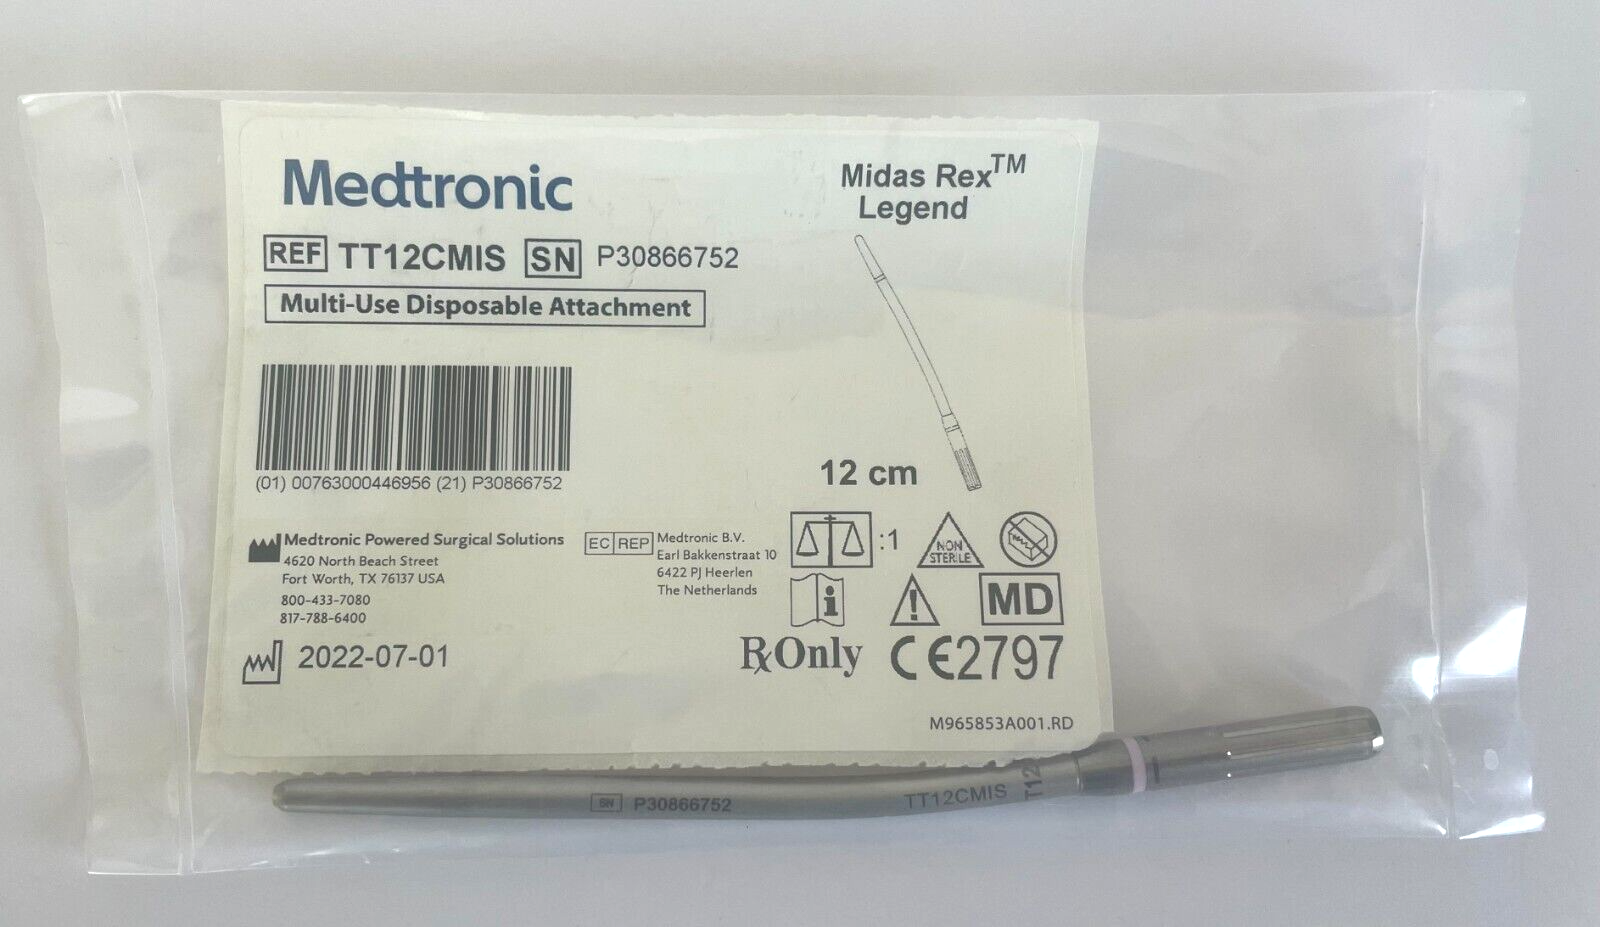 Medtronic
Midas Rex™
Legend
REF TT12CMIS SN P30866752
Multi-Use Disposable Attachment
(01) 00763000446956 (21) P30866752
12 cm
Medtronic Powered Surgical Solutions
4620 North Beach Street
Fort Worth, TX 76137 USA
800-433-7080
817-788-6400
EC REP Medtronic B.V.
Earl Bakkenstraat 10
6422 PJ Heerlen
The Netherlands
:1
NON
STERILE
i
!
MD
2022-07-01
RxOnly
CE2797
M965853A001.RD
SN P30866752
TT12CMIS
T12